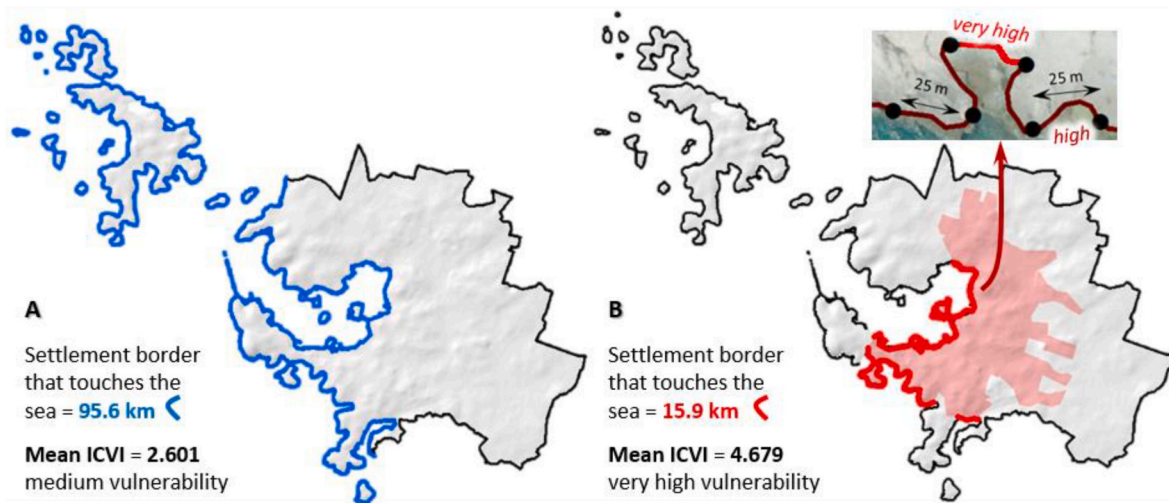 A
Settlement border
that touches the
sea = 95.6 km
Mean ICVI = 2.601
medium vulnerability
very high
25 m
25 m
high
B
Settlement border
that touches the
sea = 15.9 km
Mean ICVI = 4.679
very high vulnerability